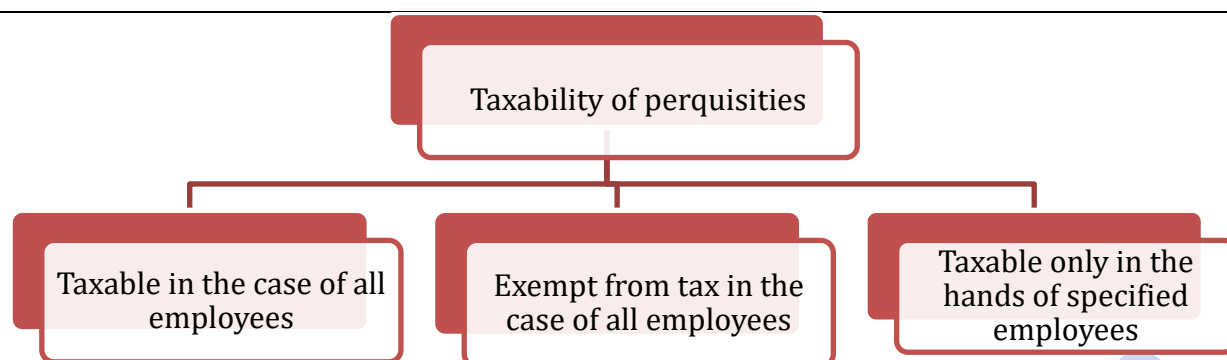 Taxability of perquisities
Taxable in the case of all
employees
Exempt from tax in the
case of all employees
Taxable only in the
hands of specified
employees